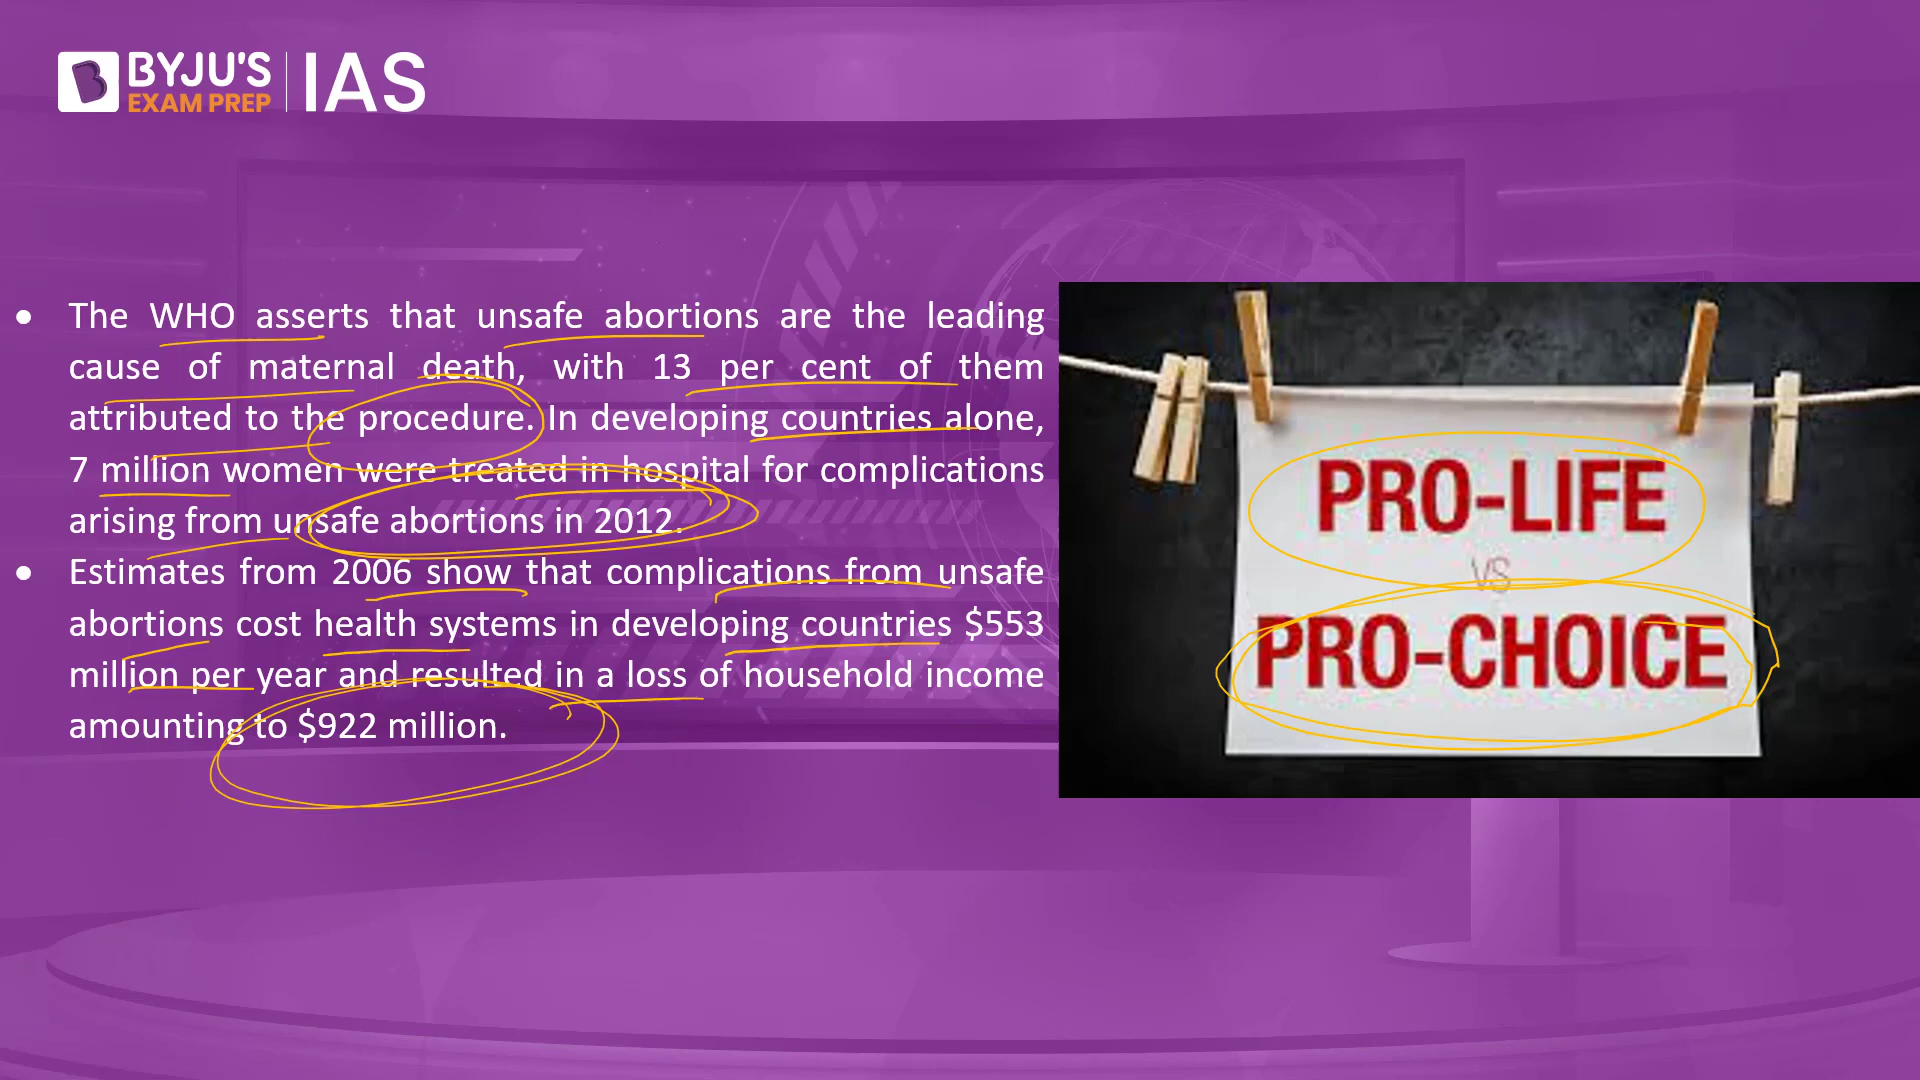 BYJU'S
EXAM PREP
IAS
• The WHO asserts that unsafe abortions are the leading
cause of maternal death, with 13 per cent of them
attributed to the procedure. In developing countries alone,
7 million women were treated in hospital for complications
arising from unsafe abortions in 2012.
• Estimates from 2006 show that complications from unsafe
abortions cost health systems in developing countries $553
million per year and resulted in a loss of household income
amounting to $922 million.
PRO-LIFE
VS
PRO-CHOICE